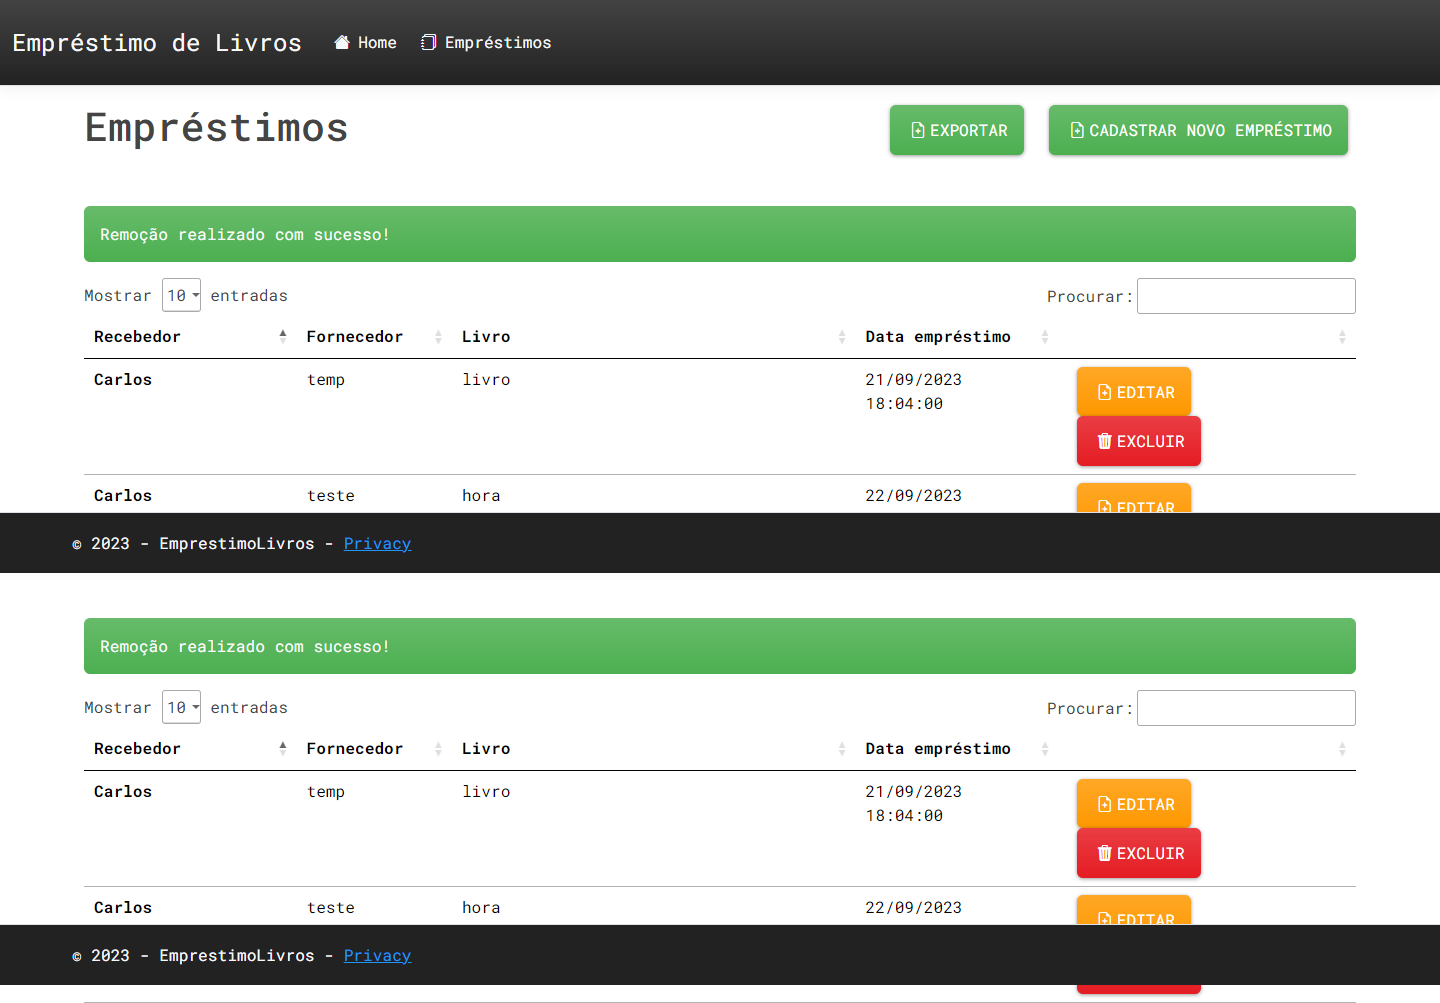 Empréstimo de Livros Home Empréstimos
Empréstimos EXPORTAR CADASTRAR NOVO EMPRÉSTIMO
Remoção realizado com sucesso!
Mostrar 10 entradas Procurar:
Recebedor Fornecedor Livro Data empréstimo
Carlos temp livro 21/09/2023 EDITAR
18:04:00
EXCLUIR
Carlos teste hora 22/09/2023 EDITAR
© 2023 - EmprestimoLivros - Privacy
Remoção realizado com sucesso!
Mostrar 10 entradas Procurar:
Recebedor Fornecedor Livro Data empréstimo
Carlos temp livro 21/09/2023 EDITAR
18:04:00
EXCLUIR
Carlos teste hora 22/09/2023 EDITAR
© 2023 - EmprestimoLivros - Privacy